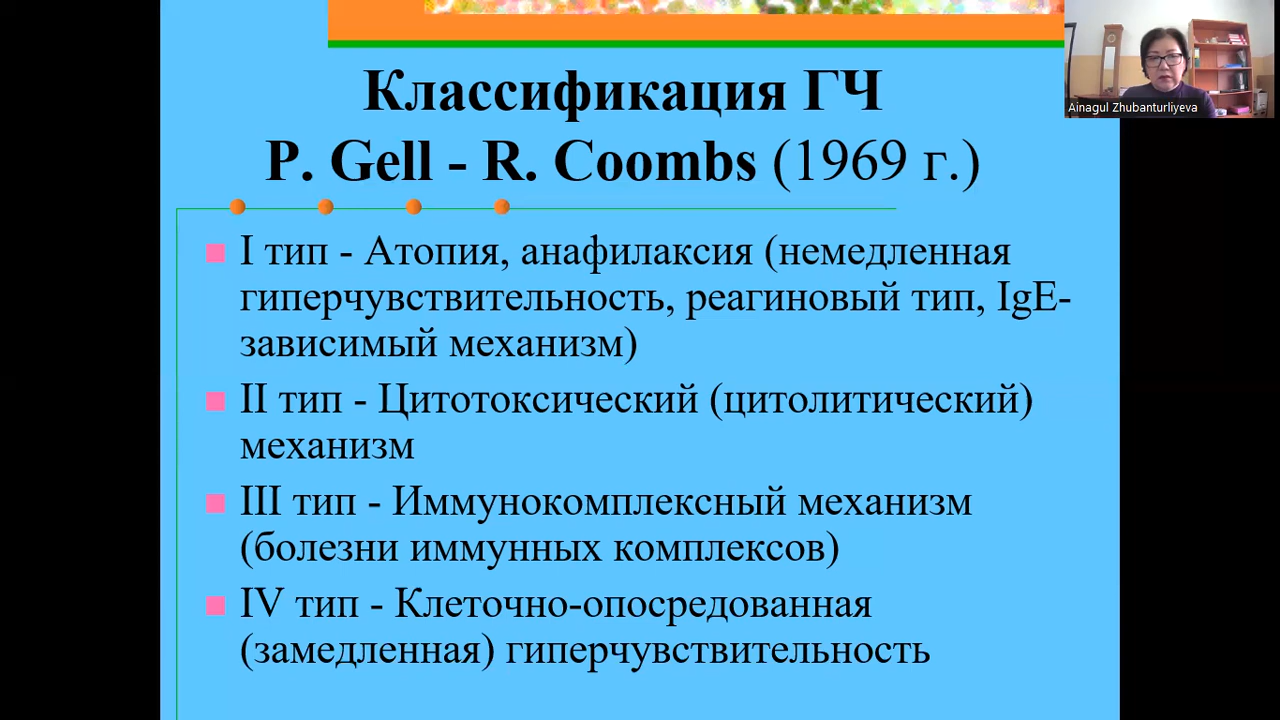 Классификация ГЧ
P. Gell - R. Coombs (1969 г.)
Ainagul Zhubanturliyeva
I тип - Атопия, анафилаксия (немедленная
гиперчувствительность, реагиновый тип, IgE-
зависимый механизм)
II тип - Цитотоксический (цитолитический)
механизм
III тип - Иммунокомплексный механизм
(болезни иммунных комплексов)
IV тип - Клеточно-опосредованная
(замедленная) гиперчувствительность